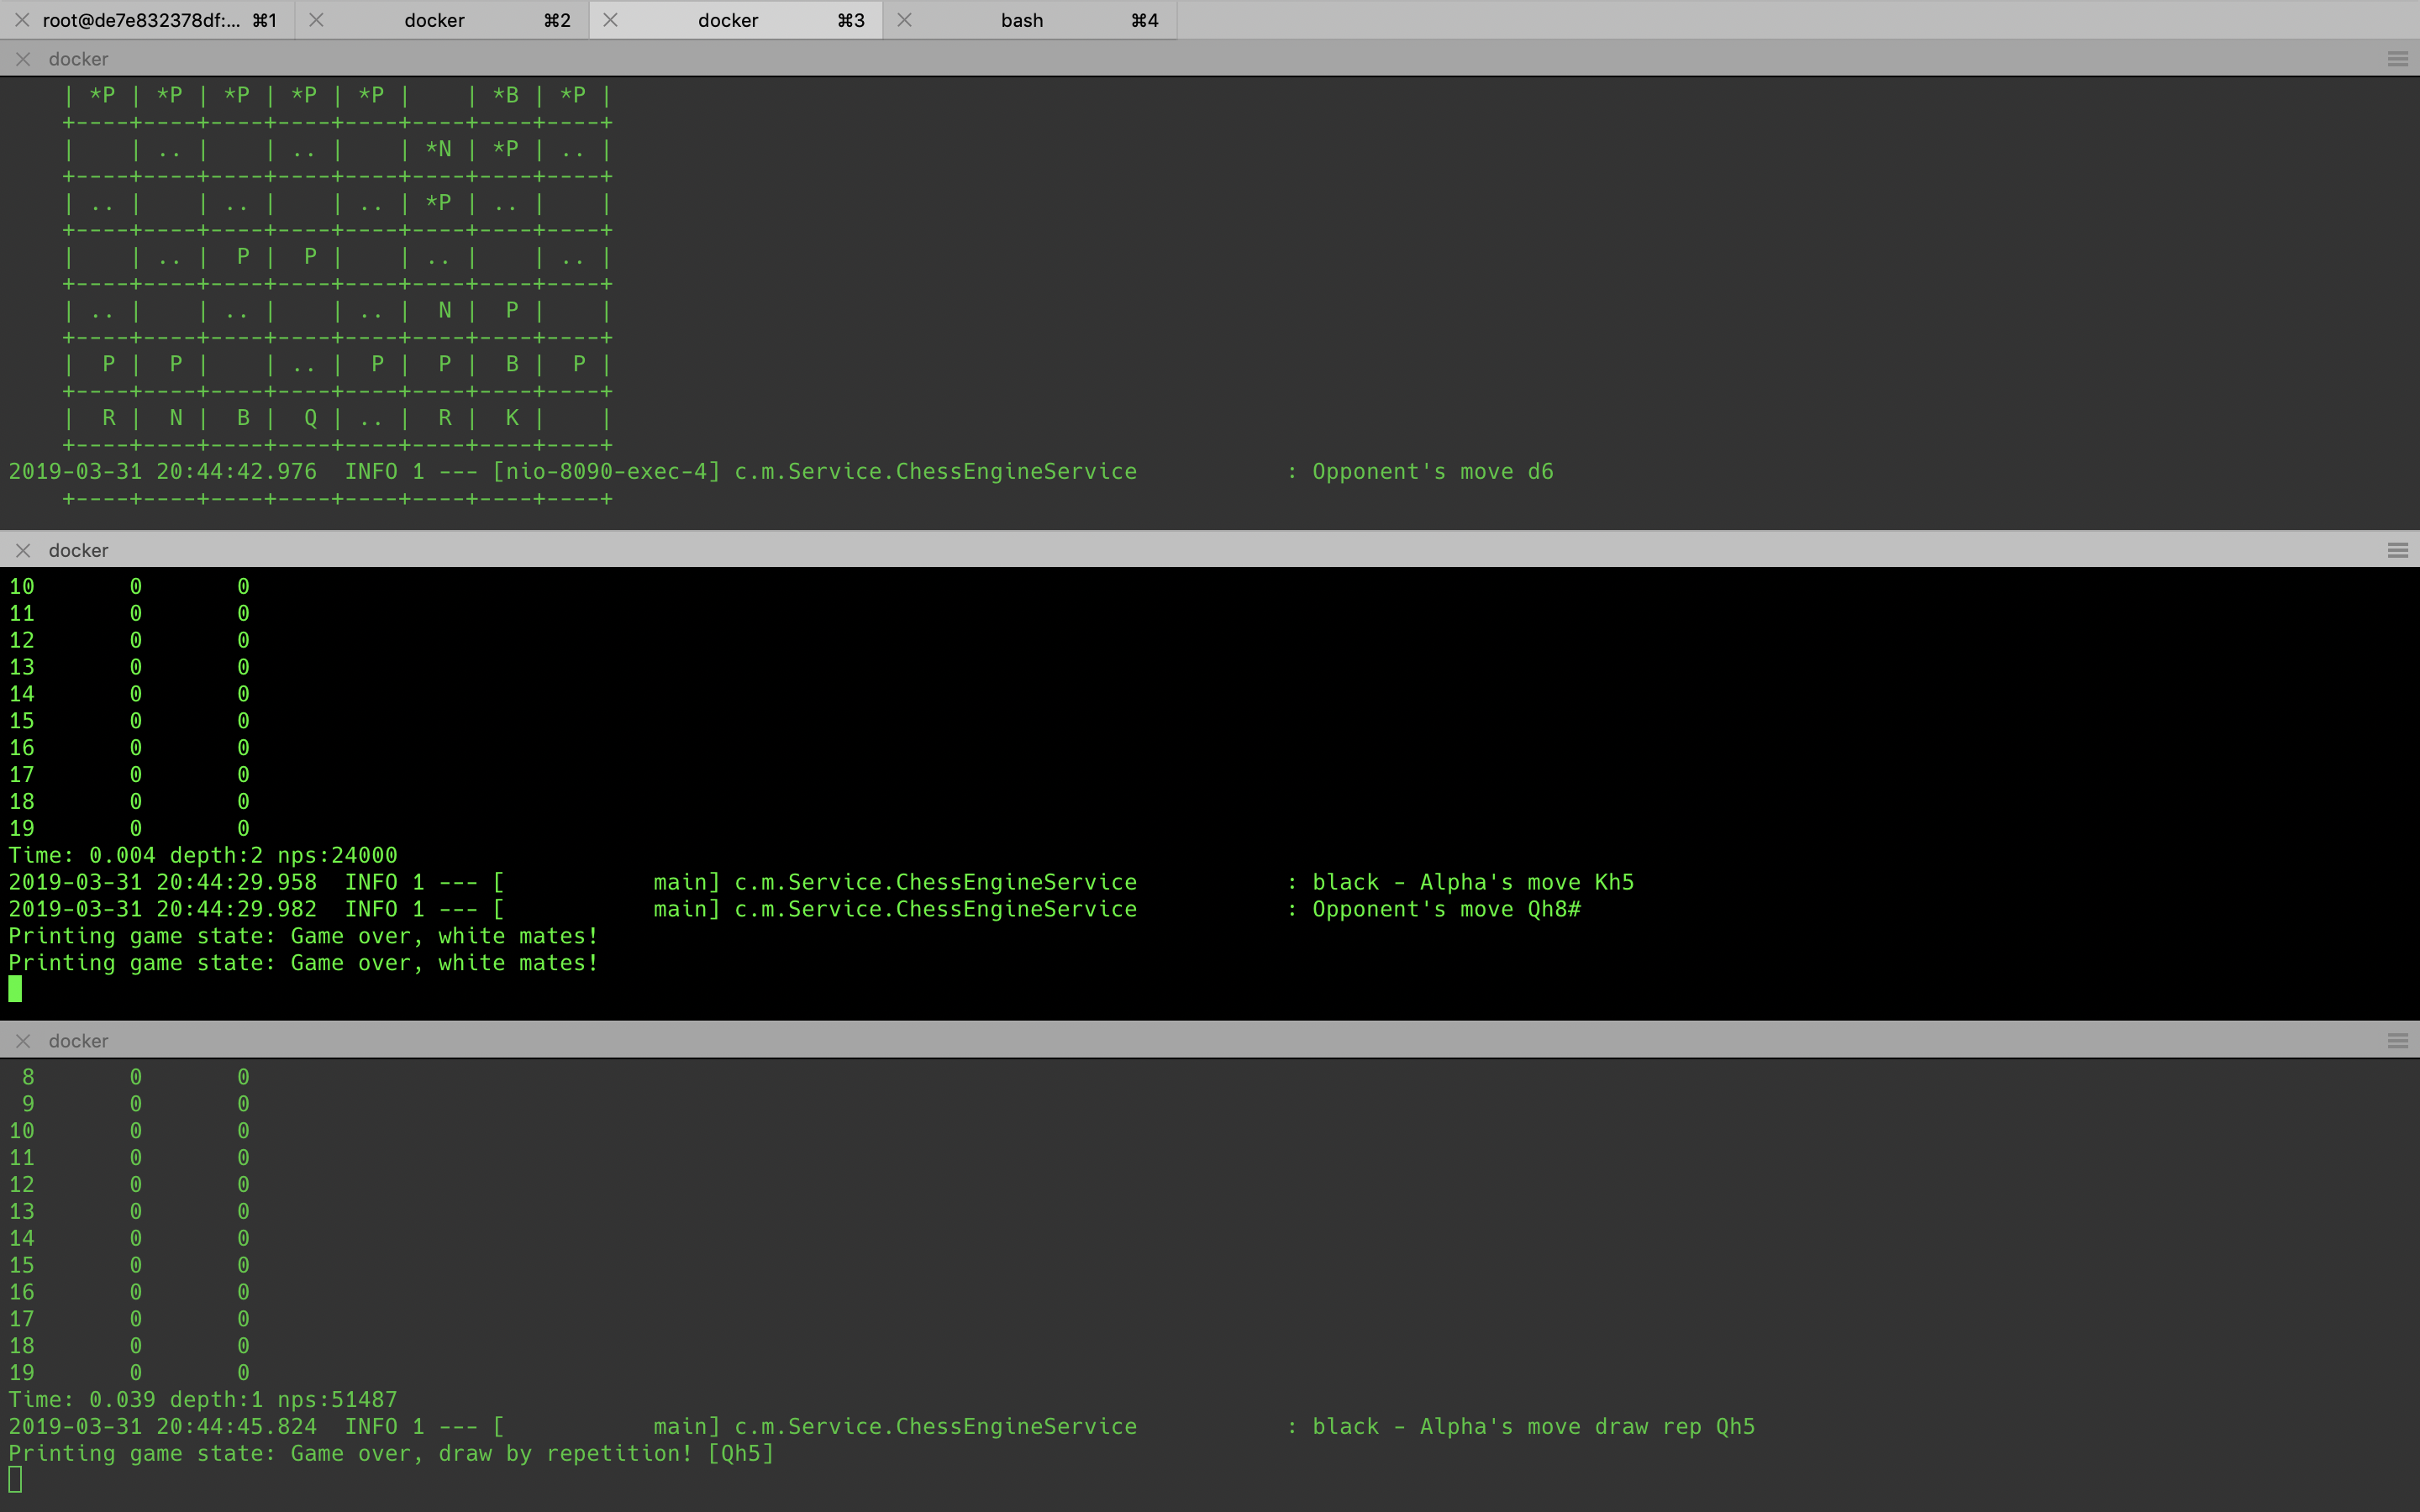 root@de7e832378df:... ⌘1 docker ⌘2 docker ⌘3 bash ⌘4
docker
| *P | *P | *P | *P | *P |    | *B | *P |
+----+----+----+----+----+----+----+----+
|    | .. |    | .. |    | *N | *P | .. |
+----+----+----+----+----+----+----+----+
| .. |    | .. |    | .. | *P | .. |    |
+----+----+----+----+----+----+----+----+
|    | .. |  P |  P |    | .. |    | .. |
+----+----+----+----+----+----+----+----+
| .. |    | .. |    | .. |  N |  P |    |
+----+----+----+----+----+----+----+----+
|  P |  P |    | .. |  P |  P |  B |  P |
+----+----+----+----+----+----+----+----+
|  R |  N |  B |  Q | .. |  R |  K |    |
+----+----+----+----+----+----+----+----+
2019-03-31 20:44:42.976  INFO 1 --- [nio-8090-exec-4] c.m.Service.ChessEngineService           : Opponent's move d6
+----+----+----+----+----+----+----+----+
docker
10       0       0
11       0       0
12       0       0
13       0       0
14       0       0
15       0       0
16       0       0
17       0       0
18       0       0
19       0       0
Time: 0.004 depth:2 nps:24000
2019-03-31 20:44:29.958  INFO 1 --- [           main] c.m.Service.ChessEngineService           : black - Alpha's move Kh5
2019-03-31 20:44:29.982  INFO 1 --- [           main] c.m.Service.ChessEngineService           : Opponent's move Qh8#
Printing game state: Game over, white mates!
Printing game state: Game over, white mates!
docker
8       0       0
9       0       0
10       0       0
11       0       0
12       0       0
13       0       0
14       0       0
15       0       0
16       0       0
17       0       0
18       0       0
19       0       0
Time: 0.039 depth:1 nps:51487
2019-03-31 20:44:45.824  INFO 1 --- [           main] c.m.Service.ChessEngineService           : black - Alpha's move draw rep Qh5
Printing game state: Game over, draw by repetition! [Qh5]